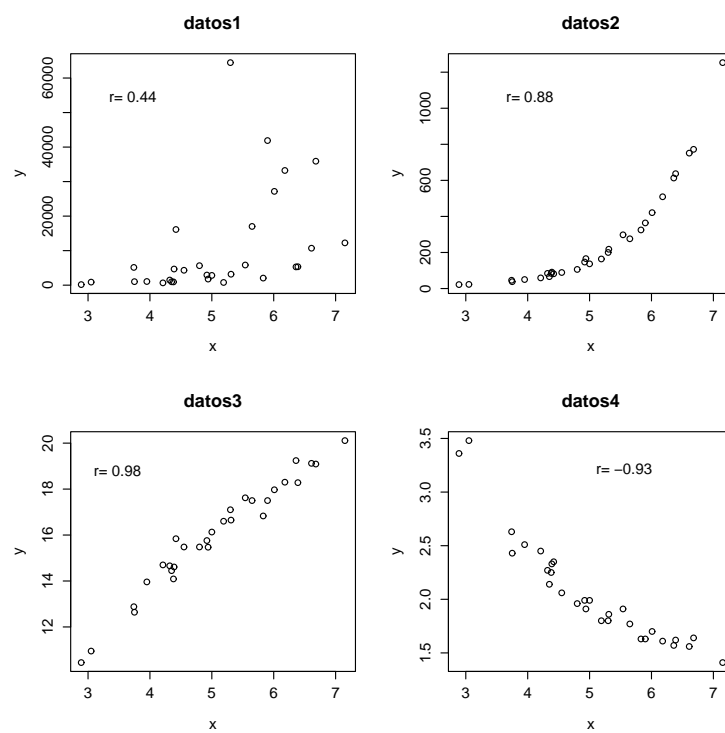 datos1
r= 0.44
60000
40000
20000
0
y
3 4 5 6 7
x
datos2
r= 0.88
1000
600
200
0
y
3 4 5 6 7
x
datos3
r= 0.98
20
18
16
14
12
y
3 4 5 6 7
x
datos4
r= −0.93
3.5
3.0
2.5
2.0
1.5
y
3 4 5 6 7
x